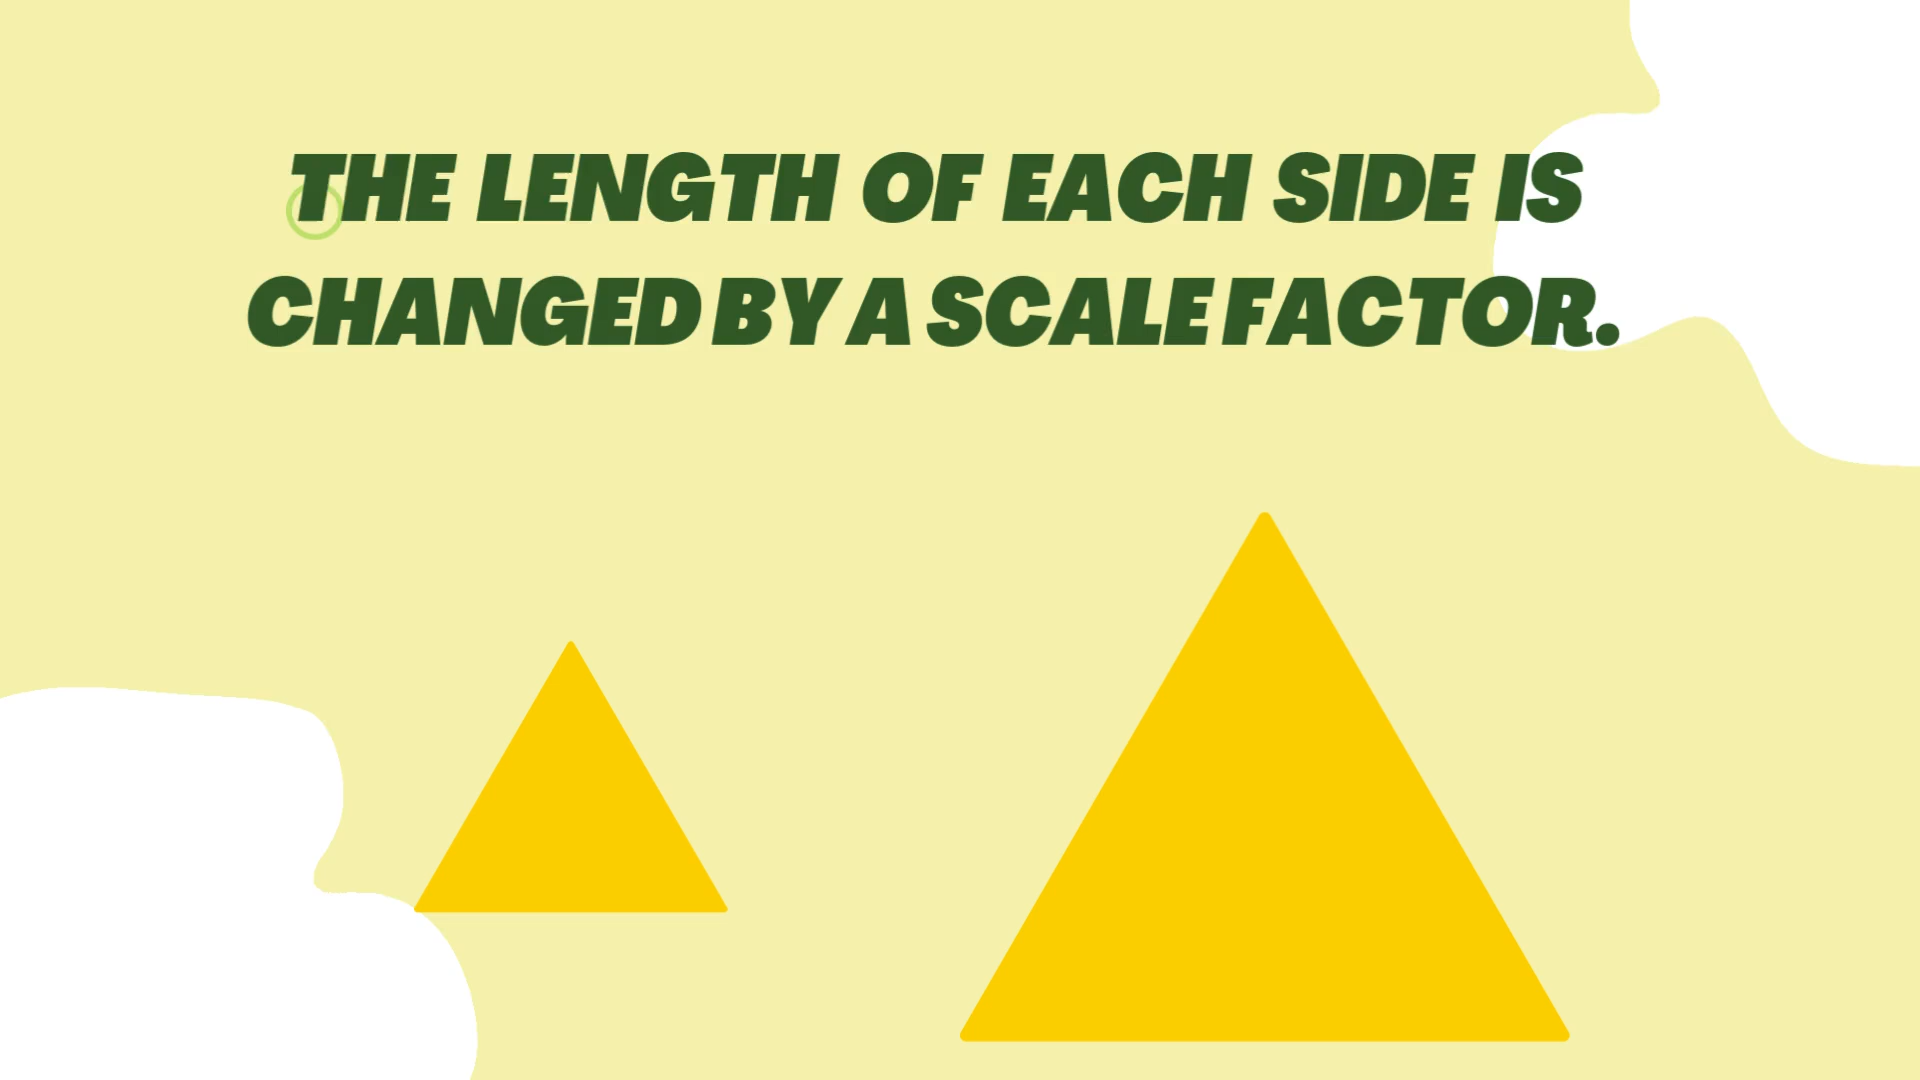 THE LENGTH OF EACH SIDE IS
CHANGED BY A SCALE FACTOR.